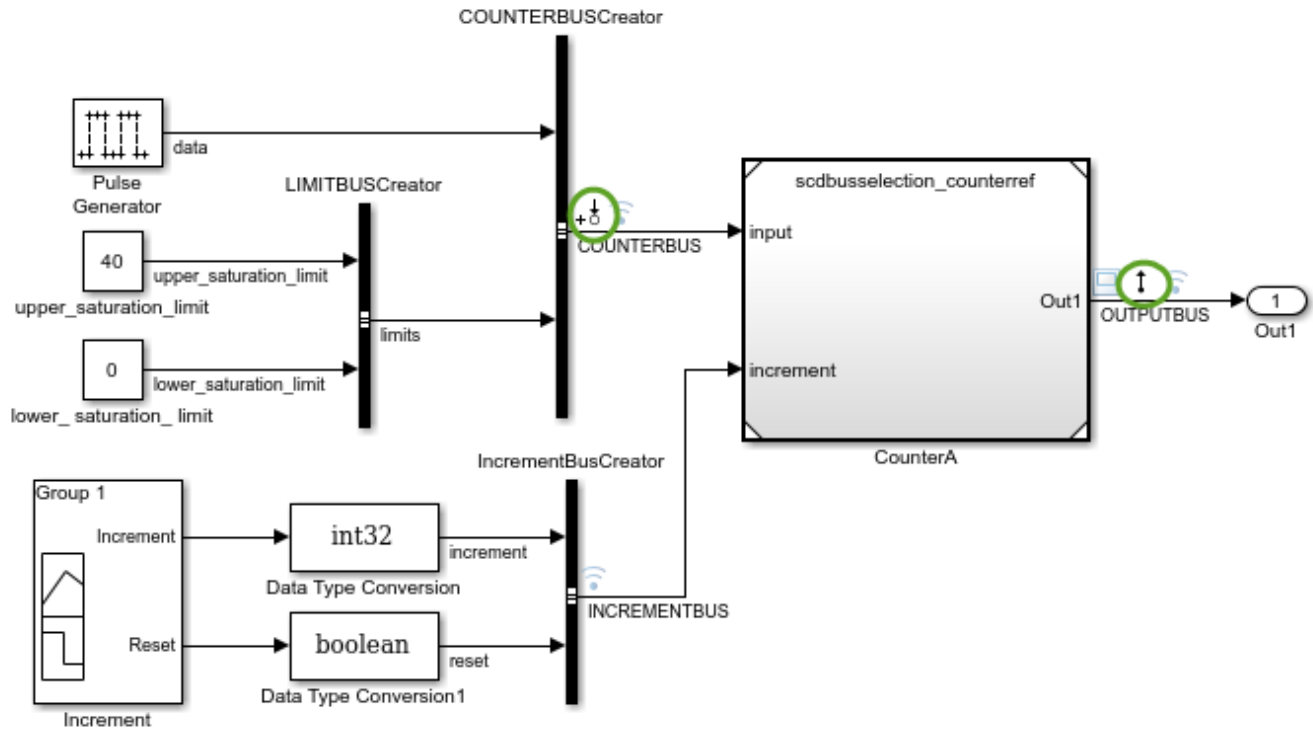 COUNTERBUSCreator
data
Pulse
Generator
LIMITBUSCreator
scdbusselection_counterref
40
upper_saturation_limit
upper_saturation_limit
+
COUNTERBUS
input
limits
Out1
OUTPUTBUS
1
Out1
0
lower_saturation_limit
lower_ saturation_ limit
increment
CounterA
IncrementBusCreator
Group 1
Increment
int32
increment
Data Type Conversion
INCREMENTBUS
Reset
boolean
reset
Data Type Conversion1
Increment